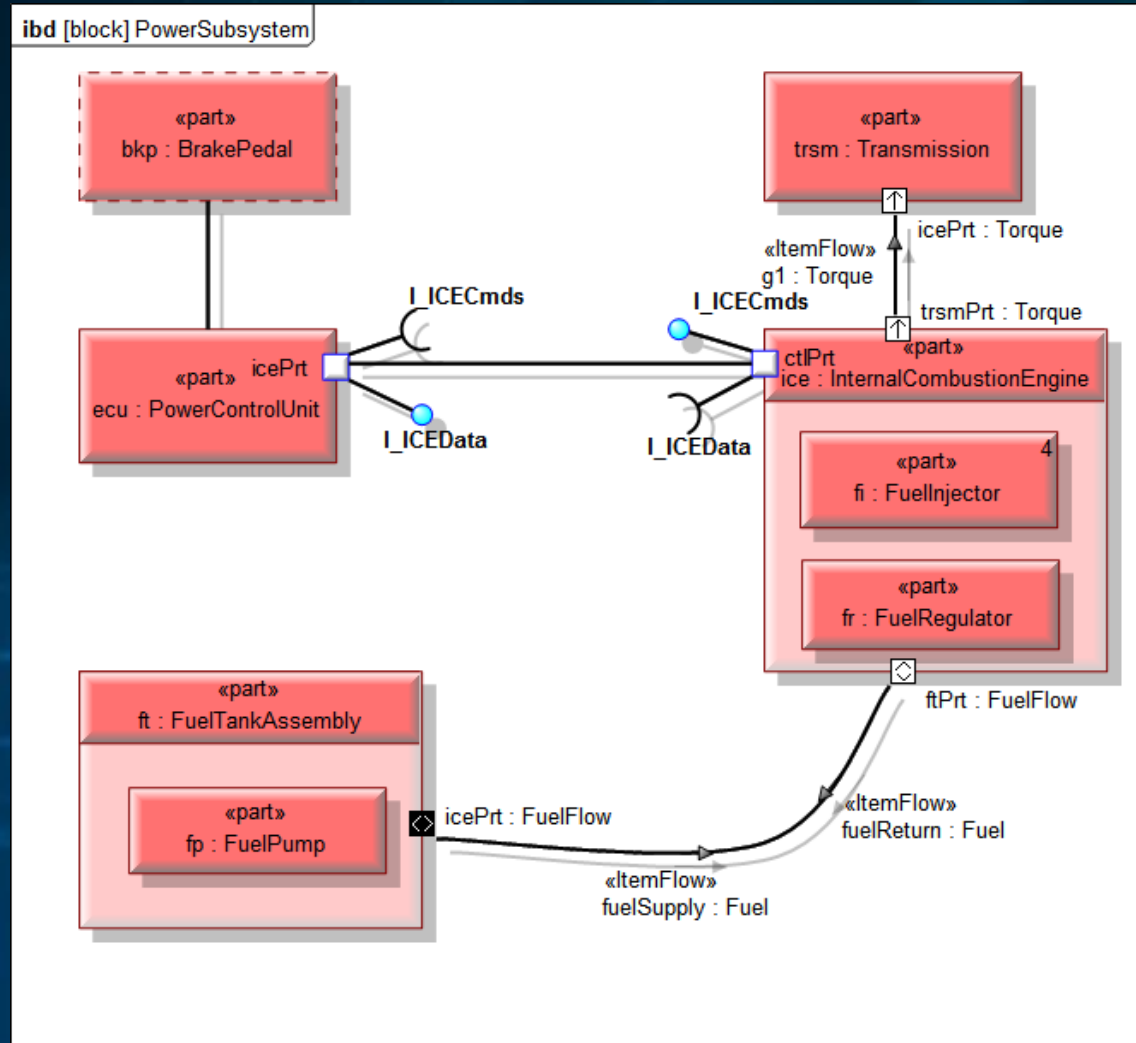 ibd [block] PowerSubsystem
«part»
bkp : BrakePedal
«part»
trsm : Transmission
icePrt : Torque
«ItemFlow»
g1 : Torque
I_ICECmds
I_ICECmds
trsmPrt : Torque
«part»
ecu : PowerControlUnit
icePrt
ctlPrt
«part»
ice : InternalCombustionEngine
I_ICEData
I_ICEData
4
«part»
fi : FuelInjector
«part»
fr : FuelRegulator
ftPrt : FuelFlow
«part»
ft : FuelTankAssembly
«part»
fp : FuelPump
icePrt : FuelFlow
«ItemFlow»
fuelReturn : Fuel
«ItemFlow»
fuelSupply : Fuel